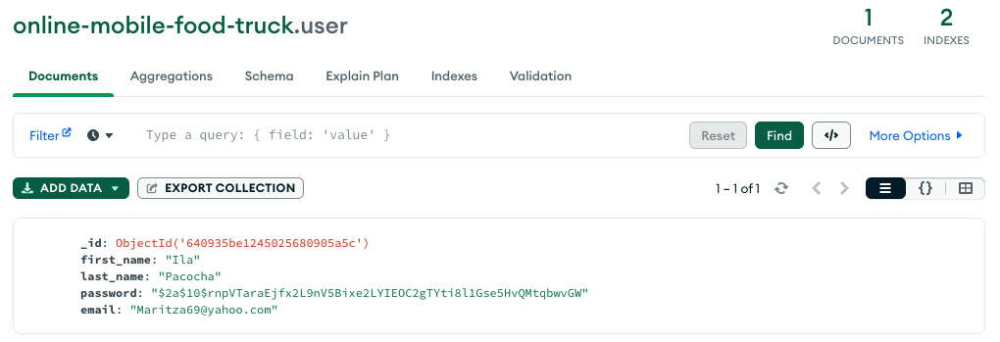 online-mobile-food-truck.user
1 DOCUMENTS
2 INDEXES
Documents Aggregations Schema Explain Plan Indexes Validation
Filter Type a query: { field: 'value' } Reset Find </> More Options
ADD DATA EXPORT COLLECTION 1 – 1 of 1 {}
_id: ObjectId('640935be1245025680905a5c')
first_name: "Ila"
last_name: "Pacocha"
password: "$2a$10$rnpVTaraEjfx2L9nV5Bixe2LYIEOC2gTYti8l1Gse5HvQMtqbwvGW"
email: "Maritza69@yahoo.com"